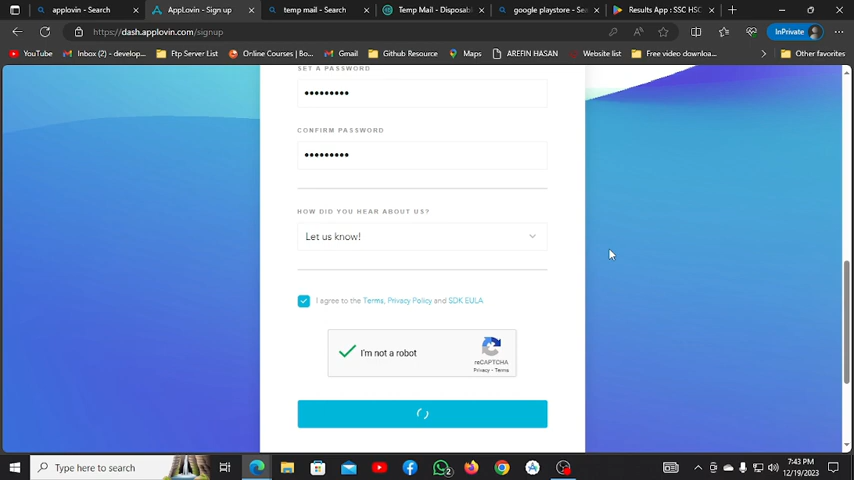 applovin - Search
AppLovin - Sign up
temp mail - Search
Temp Mail - Disposabl
google playstore - Se
Results App : SSC HSC
https://dash.applovin.com/signup
InPrivate
YouTube
Inbox (2) - develop...
Ftp Server List
Online Courses | Bo...
Gmail
Github Resource
Maps
AREFIN HASAN
Website list
Free video downloa...
Other favorites
SET A PASSWORD
•••••••••
CONFIRM PASSWORD
•••••••••
HOW DID YOU HEAR ABOUT US?
Let us know!
I agree to the Terms, Privacy Policy and SDK EULA
I'm not a robot
reCAPTCHA
Privacy - Terms
Type here to search
2
7:43 PM
12/19/2023